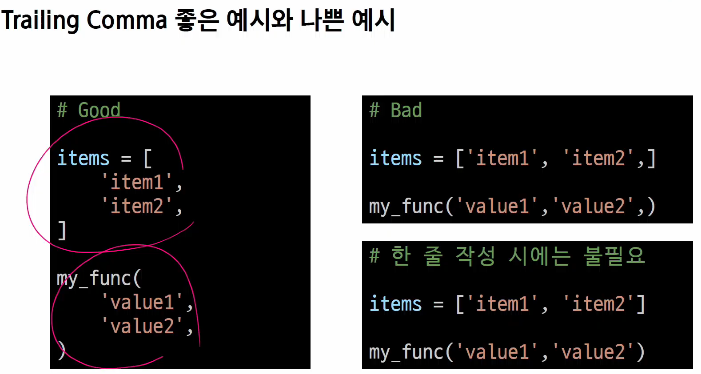 Trailing Comma 좋은 예시와 나쁜 예시
# Good
items = [
    'item1',
    'item2',
]
my_func(
    'value1',
    'value2',
)
# Bad
items = ['item1', 'item2',]
my_func('value1','value2',)
# 한 줄 작성 시에는 불필요
items = ['item1', 'item2']
my_func('value1','value2')